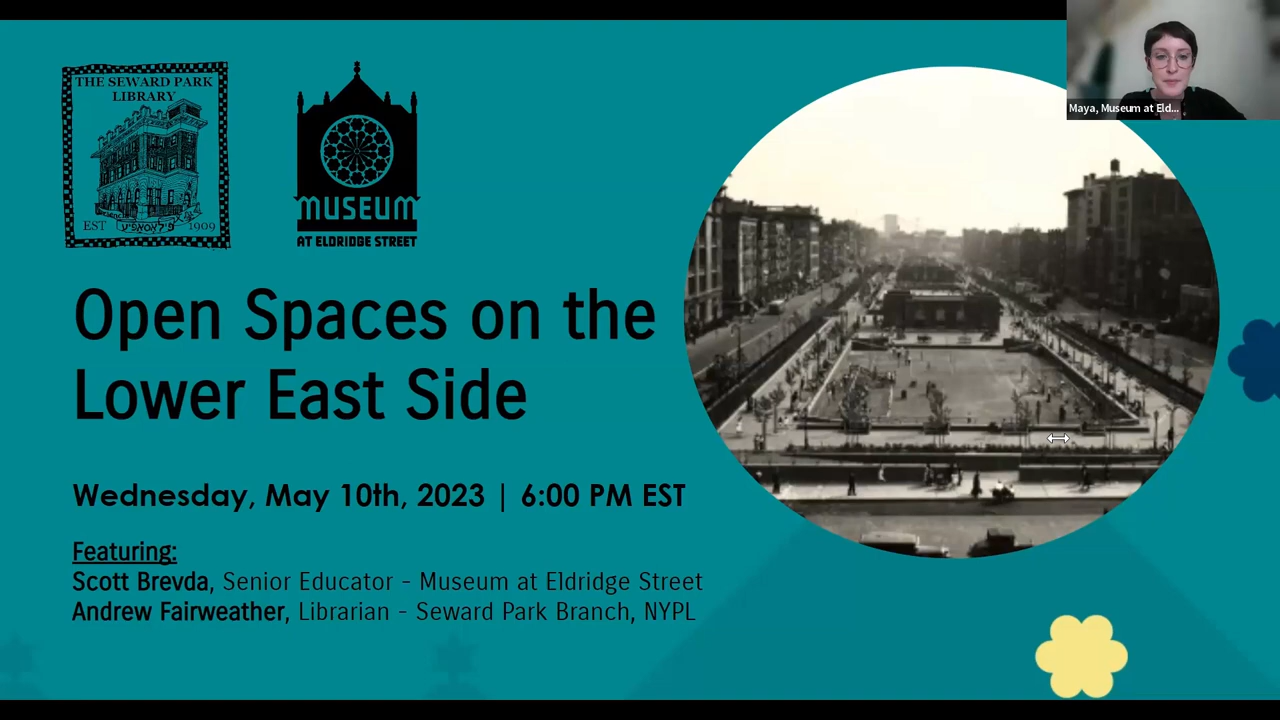 THE SEWARD PARK
LIBRARY
EST
1909
MUSEUM
AT ELDRIDGE STREET
Maya, Museum at Eld...
Open Spaces on the
Lower East Side
Wednesday, May 10th, 2023 | 6:00 PM EST
Featuring:
Scott Brevda, Senior Educator - Museum at Eldridge Street
Andrew Fairweather, Librarian - Seward Park Branch, NYPL